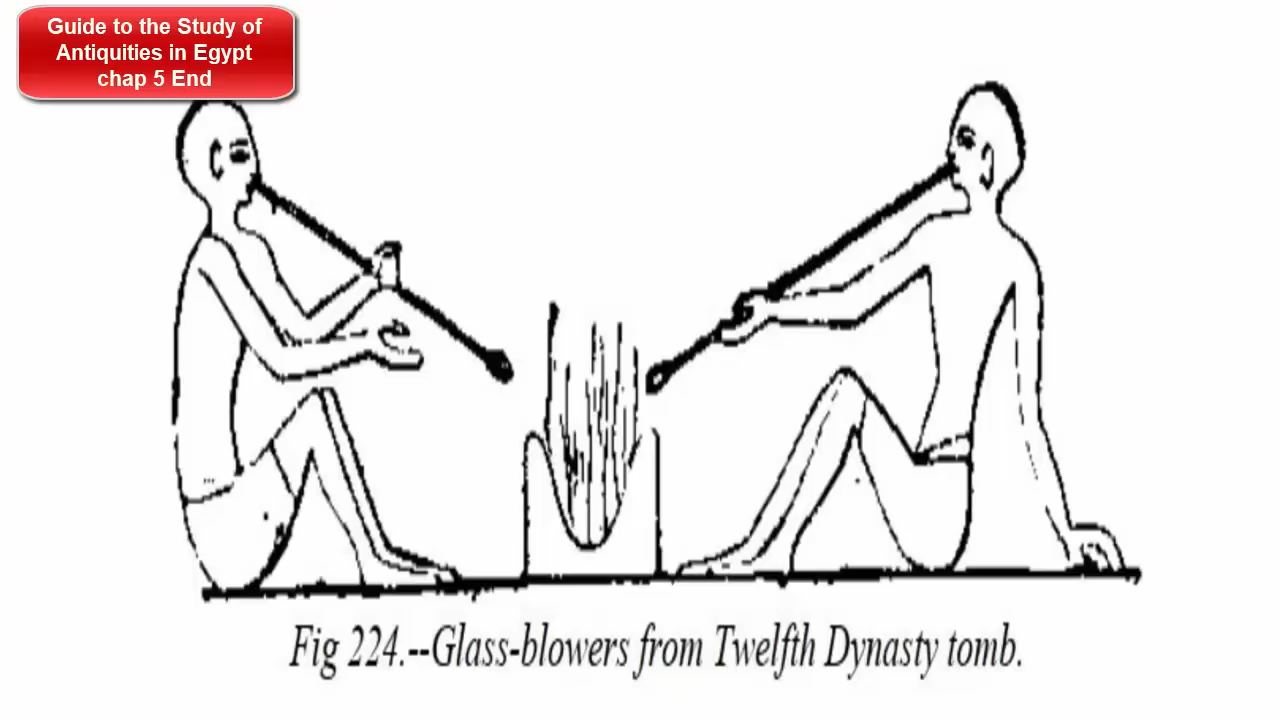 Guide to the Study of
Antiquities in Egypt
chap 5 End
Fig 224.--Glass-blowers from Twelfth Dynasty tomb.